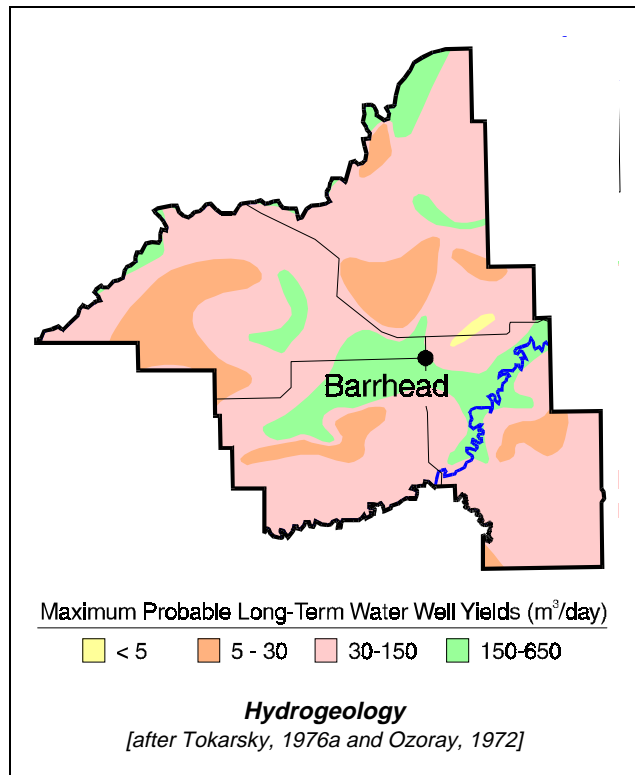 Barrhead
Maximum Probable Long-Term Water Well Yields (m³/day)
< 5 5 - 30 30-150 150-650
Hydrogeology
[after Tokarsky, 1976a and Ozoray, 1972]